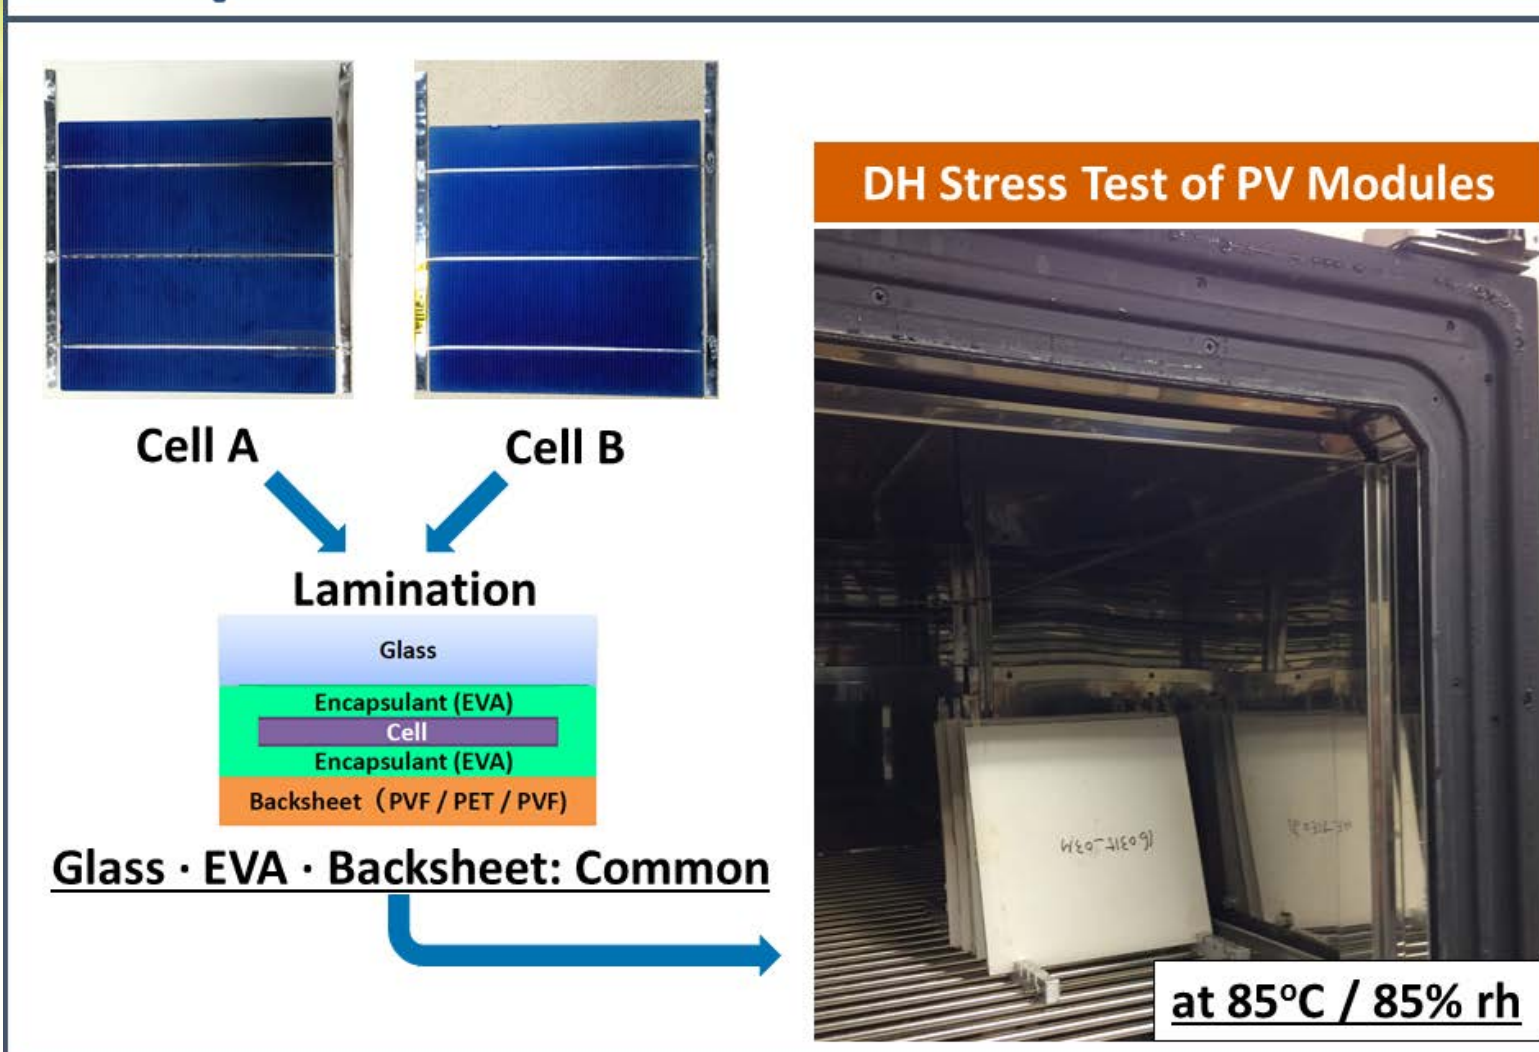 Cell A
Cell B
Lamination
Glass
Encapsulant (EVA)
Cell
Encapsulant (EVA)
Backsheet (PVF / PET / PVF)
Glass · EVA · Backsheet: Common
DH Stress Test of PV Modules
at 85°C / 85% rh